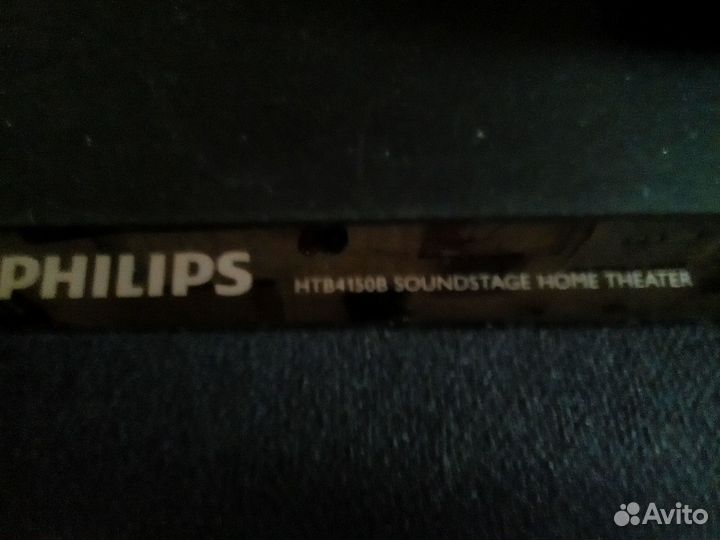 PHILIPS HTB4150B SOUNDSTAGE HOME THEATER
Avito